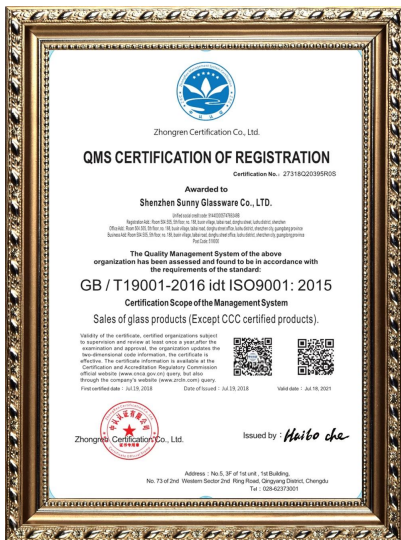 Zhongren Certification Co., Ltd.
QMS CERTIFICATION OF REGISTRATION
Certification No.: 27318Q20395R0S
Awarded to
Shenzhen Sunny Glassware Co., LTD.
Unified social credit code:
Post Code: 518000
The Quality Management System of the above
organization has been assessed and found to be in accordance with
the requirements of the standard:
GB / T19001-2016 idt ISO9001: 2015
Certification Scope of the Management System
Sales of glass products (Except CCC certified products).
Validity of the certificate, certified organizations subject
to supervision and review at least once a year,after the
examination and approval, the organization updates the
two-dimensional code information, the certificate is
effective. The certificate information is available at the
Certification and Accreditation Regulatory Commission
official website (www.cnca.gov.cn) query, but also
through the company's website (www.zrclm.com) query.
First certified date : Jul.19, 2018 Date of Issued : Jul.19, 2018 Valid date : Jul.18, 2021
Zhongren Certification Co., Ltd.
Issued by : Haibo che
Address : No.5, 3F of 1st unit , 1st Building,
No. 73 of 2nd Western Sector 2nd Ring Road, Qingyang District, Chengdu
Tel : 028-62373001